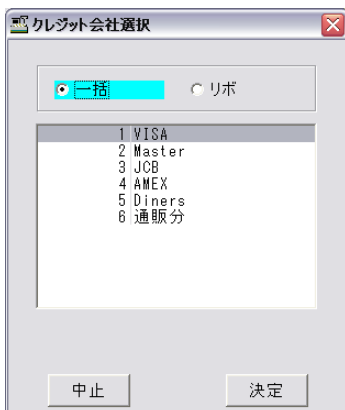 クレジット会社選択
一括 リボ
1 VISA
2 Master
3 JCB
4 AMEX
5 Diners
6 通販分
中止 決定